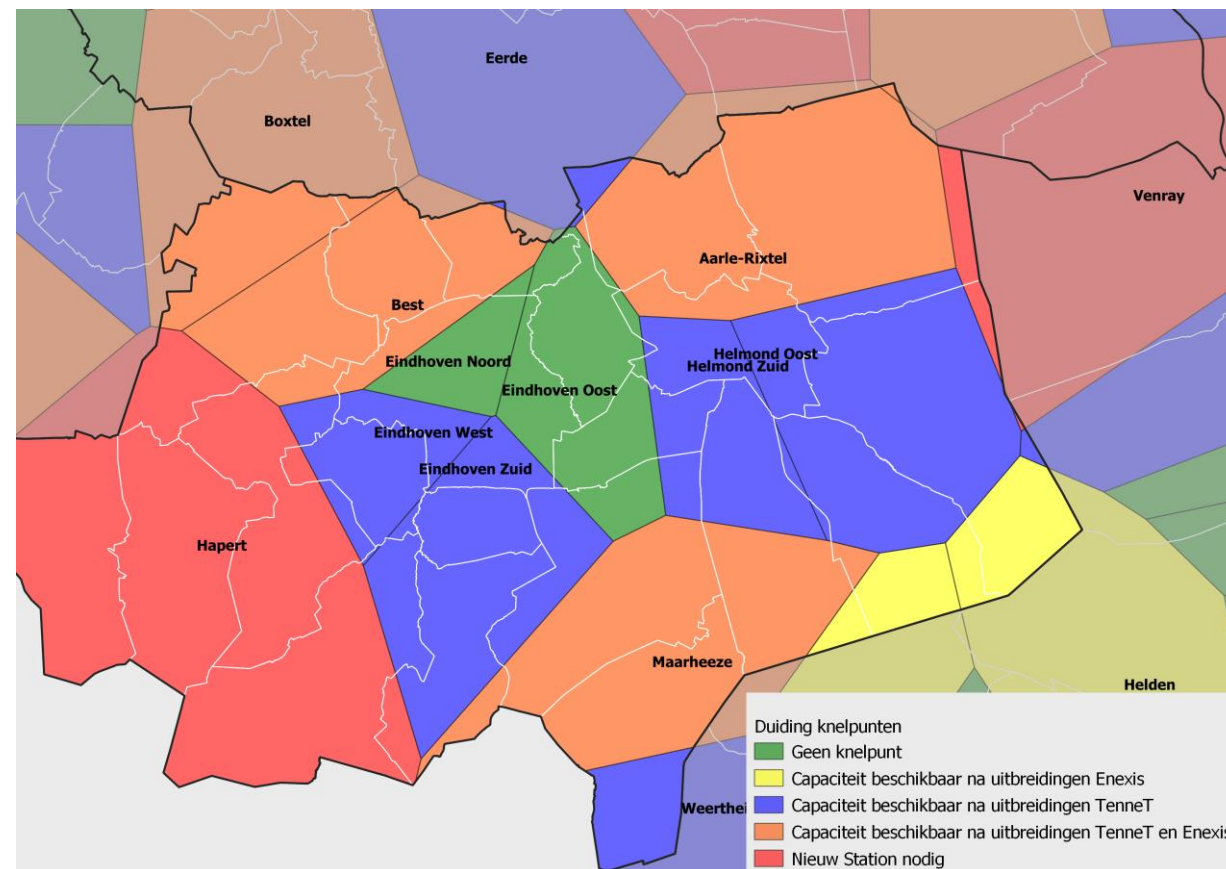 Eerde
Boxtel
Venray
Aarle-Rixtel
Best
Helmond Oost
Eindhoven Noord
Helmond Zuid
Eindhoven Oost
Eindhoven West
Eindhoven Zuid
Hapert
Maarheeze
Helden
Duiding knelpunten
Geen knelpunt
Capaciteit beschikbaar na uitbreidingen Enexis
Capaciteit beschikbaar na uitbreidingen TenneT
Weerthei
Capaciteit beschikbaar na uitbreidingen TenneT en Enexis
Nieuw Station nodig